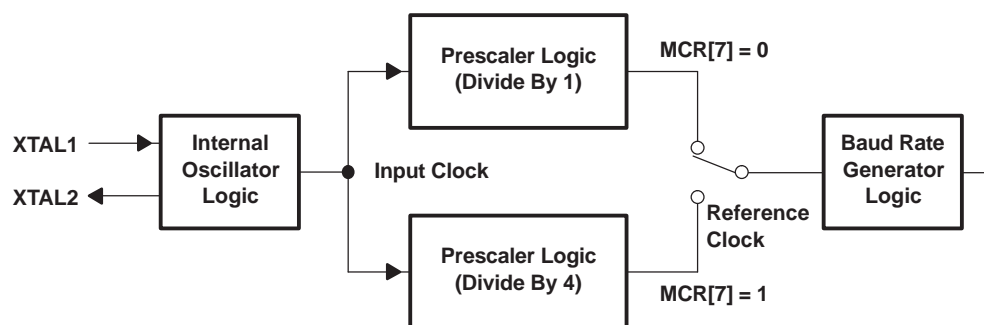 Prescaler Logic
(Divide By 1)
MCR[7] = 0
XTAL1
XTAL2
Internal
Oscillator
Logic
Input Clock
Baud Rate
Generator
Logic
Reference
Clock
Prescaler Logic
(Divide By 4)
MCR[7] = 1